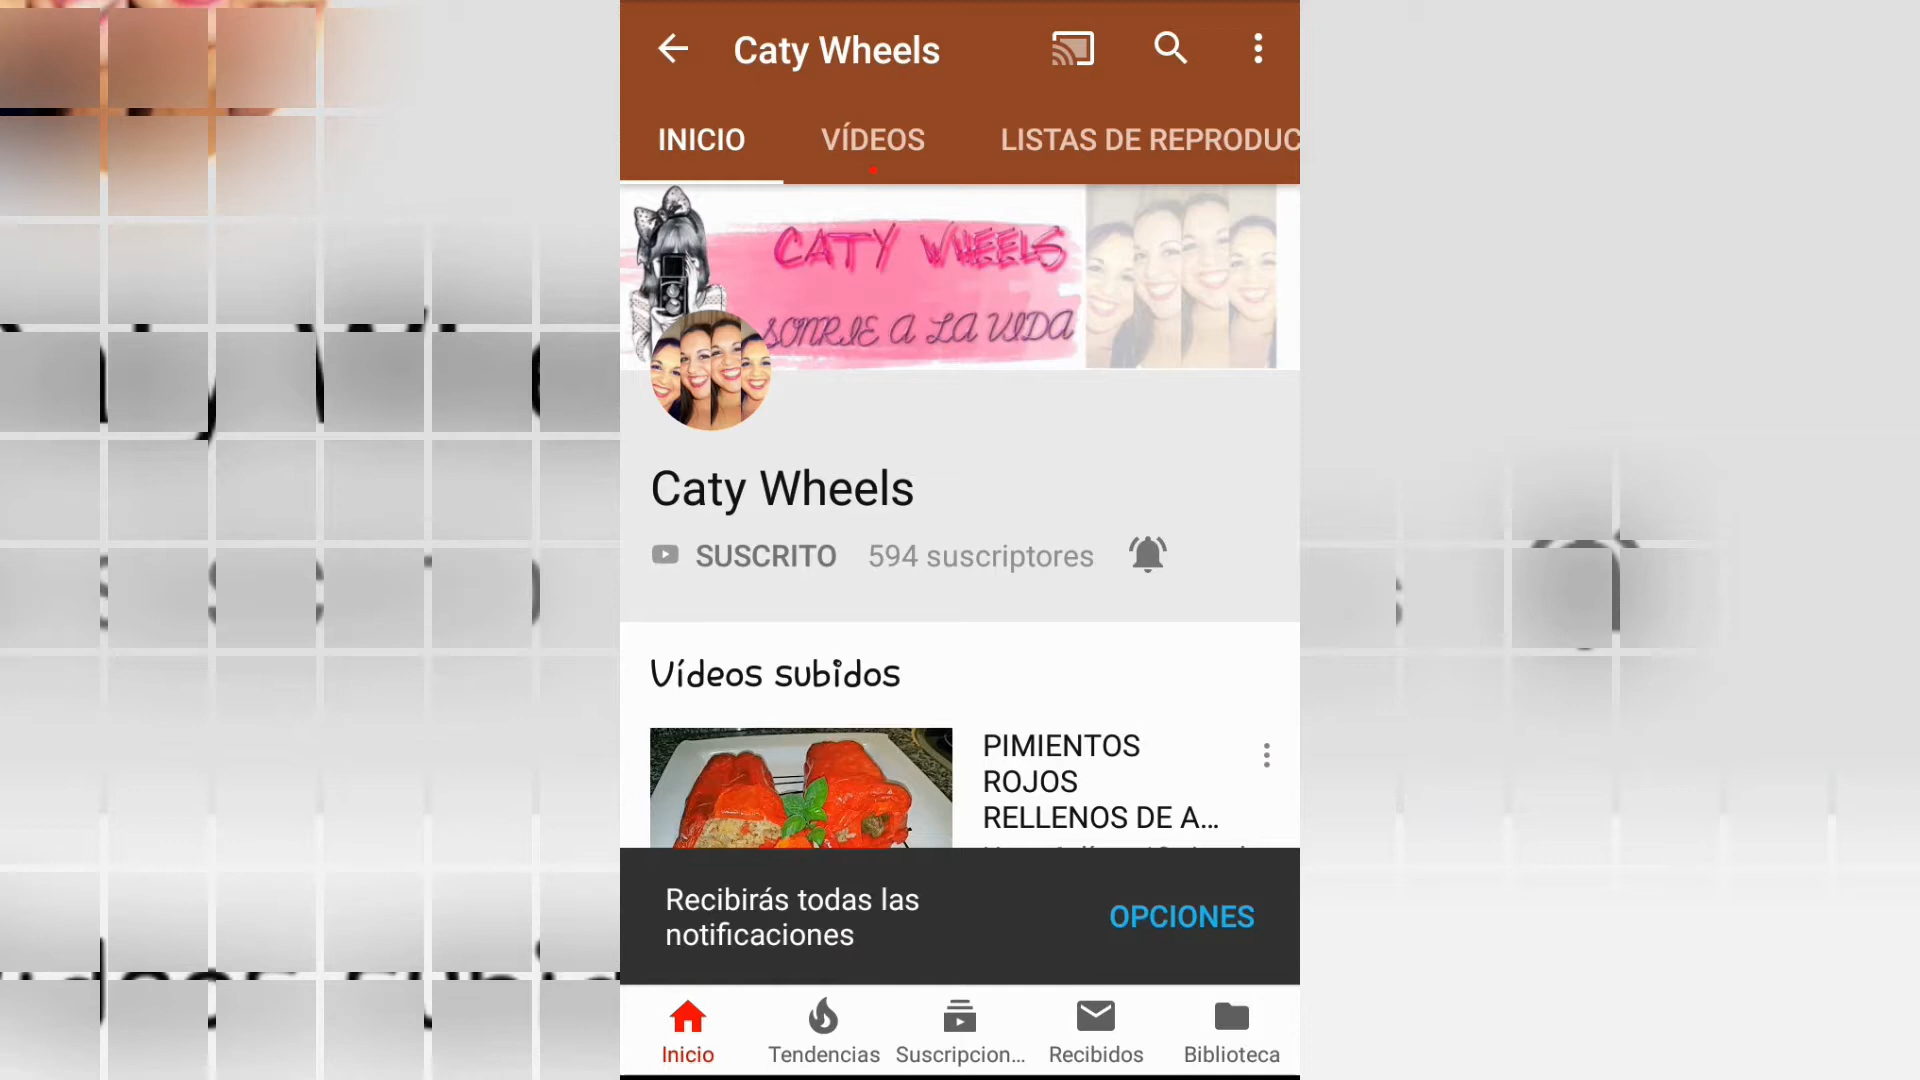 Caty Wheels
INICIO VÍDEOS LISTAS DE REPRODUC
CATY WHEELS
SONRIE A LA VIDA
Caty Wheels
SUSCRITO 594 suscriptores
Vídeos subidos
PIMIENTOS
ROJOS
RELLENOS DE A...
Recibirás todas las
notificaciones
OPCIONES
Inicio Tendencias Suscripcion... Recibidos Biblioteca